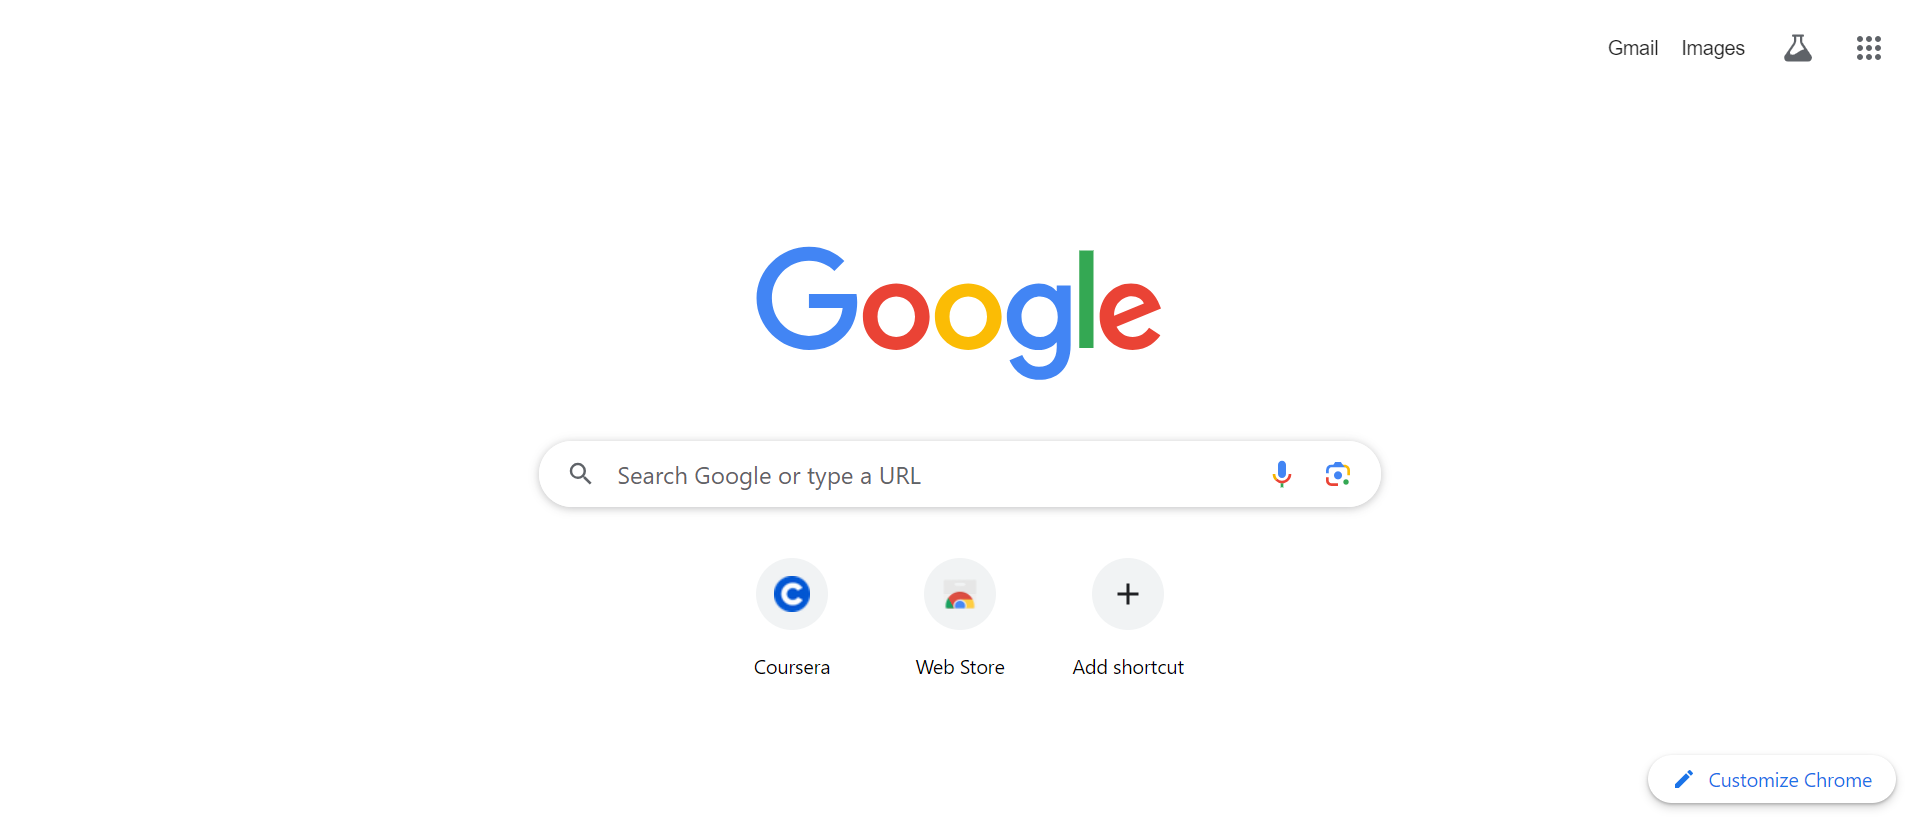 Gmail Images
Google
Search Google or type a URL
Coursera Web Store Add shortcut
Customize Chrome